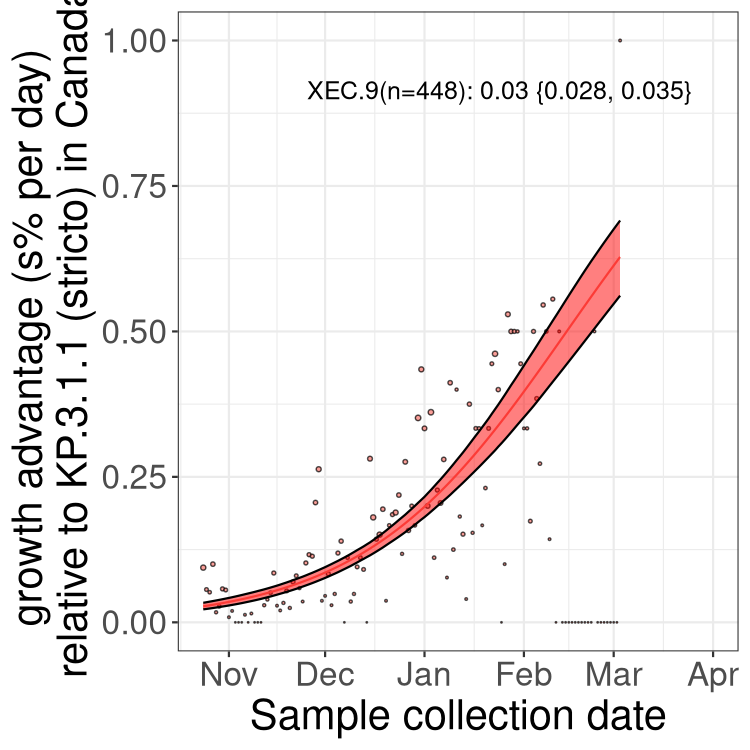 growth advantage (s% per day)
relative to KP.3.1.1 (stricto) in Canada
1.00
0.75
0.50
0.25
0.00
XEC.9(n=448): 0.03 {0.028, 0.035}
Nov Dec Jan Feb Mar Apr
Sample collection date